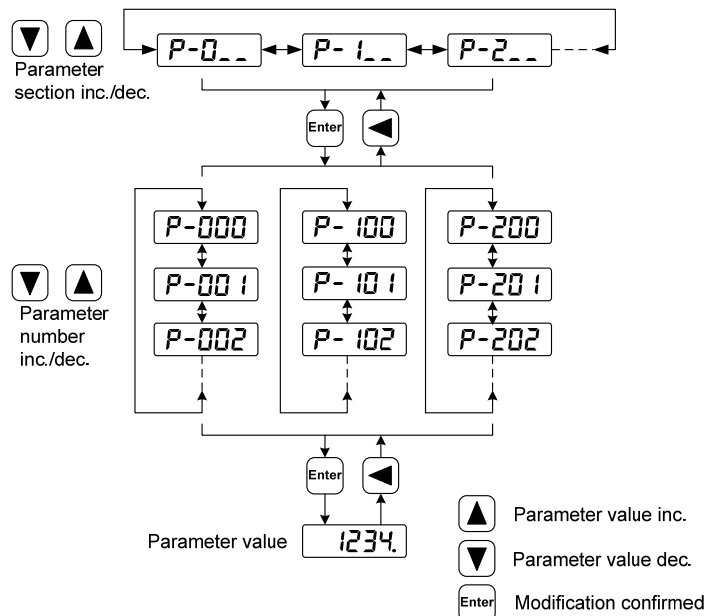 P-0_ _ P-1_ _ P-2_ _
Parameter
section inc./dec.
Enter
P-000 P-100 P-200
P-001 P-101 P-201
Parameter
number
inc./dec.
P-002 P-102 P-202
Enter
Parameter value 1234.
Parameter value inc.
Parameter value dec.
Enter Modification confirmed